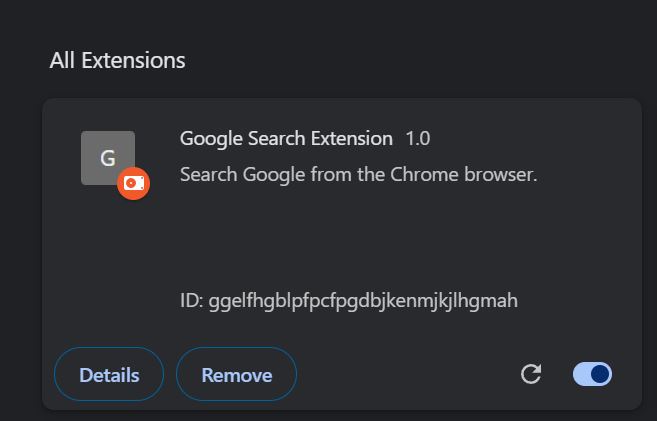 All Extensions
G
Google Search Extension 1.0
Search Google from the Chrome browser.
ID: ggelfhgblpfpcfpgdbjkenmjkjlhgmah
Details
Remove